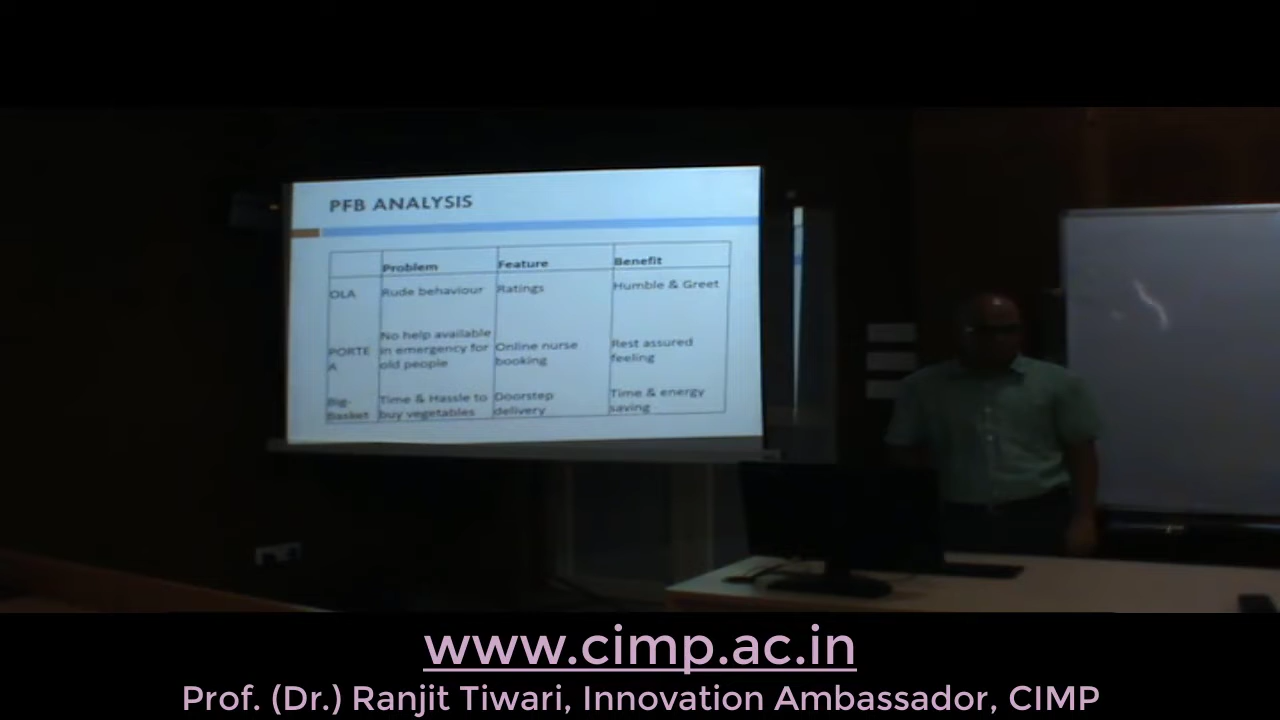 PFB ANALYSIS
Problem Feature Benefit
OLA Rude behaviour Ratings Humble & Greet
PORTE
A
No help available
in emergency for
old people
Online nurse
booking
Rest assured
feeling
Big-
Basket
Time & Hassle to
buy vegetables
Doorstep
delivery
Time & energy
saving
www.cimp.ac.in
Prof. (Dr.) Ranjit Tiwari, Innovation Ambassador, CIMP